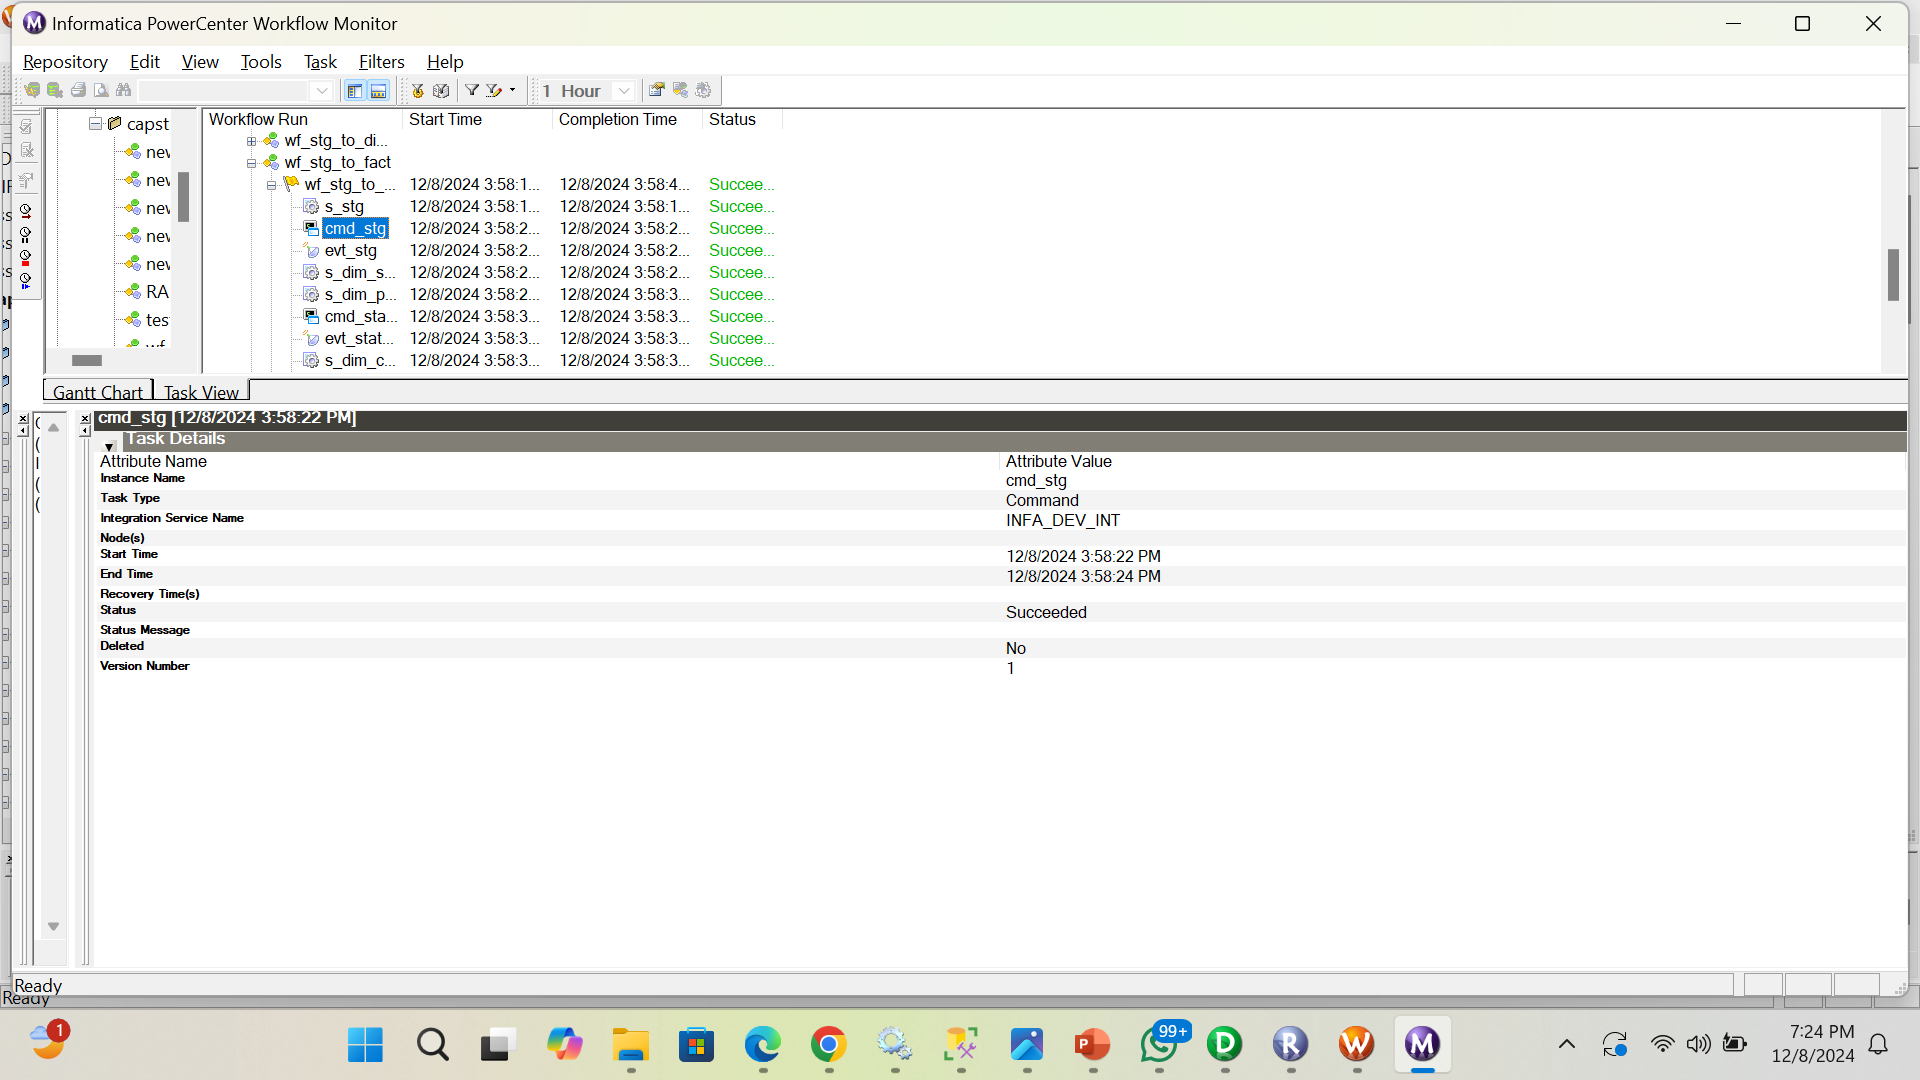 Informatica PowerCenter Workflow Monitor
Repository Edit View Tools Task Filters Help
1 Hour
capst
new
new
new
new
new
RA
tes
wf
Workflow Run Start Time Completion Time Status
wf_stg_to_di...
wf_stg_to_fact
wf_stg_to_... 12/8/2024 3:58:1... 12/8/2024 3:58:4... Succee...
s_stg 12/8/2024 3:58:1... 12/8/2024 3:58:1... Succee...
cmd_stg 12/8/2024 3:58:2... 12/8/2024 3:58:2... Succee...
evt_stg 12/8/2024 3:58:2... 12/8/2024 3:58:2... Succee...
s_dim_s... 12/8/2024 3:58:2... 12/8/2024 3:58:2... Succee...
s_dim_p... 12/8/2024 3:58:2... 12/8/2024 3:58:3... Succee...
cmd_sta... 12/8/2024 3:58:3... 12/8/2024 3:58:3... Succee...
evt_stat... 12/8/2024 3:58:3... 12/8/2024 3:58:3... Succee...
s_dim_c... 12/8/2024 3:58:3... 12/8/2024 3:58:3... Succee...
Gantt Chart Task View
cmd_stg [12/8/2024 3:58:22 PM]
Task Details
Attribute Name Attribute Value
Instance Name cmd_stg
Task Type Command
Integration Service Name INFA_DEV_INT
Node(s)
Start Time 12/8/2024 3:58:22 PM
End Time 12/8/2024 3:58:24 PM
Recovery Time(s)
Status Succeeded
Status Message
Deleted No
Version Number 1
Ready
Ready
1
99+
7:24 PM
12/8/2024